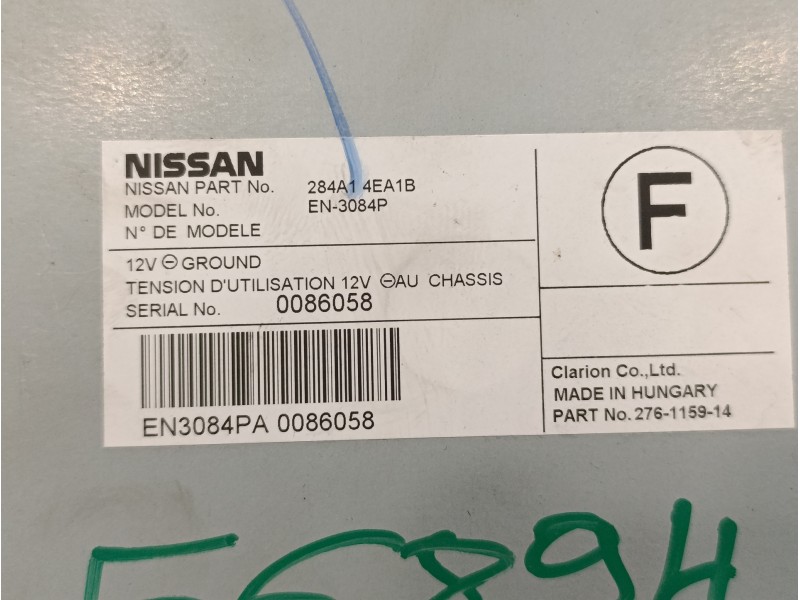 NISSAN
NISSAN PART No. 284A1 4EA1B
MODEL No. EN-3084P
N° DE MODELE
12V ⊖ GROUND
TENSION D'UTILISATION 12V ⊖AU CHASSIS
SERIAL No. 0086058
EN3084PA 0086058
F
Clarion Co.,Ltd.
MADE IN HUNGARY
PART No. 276-1159-14
56894